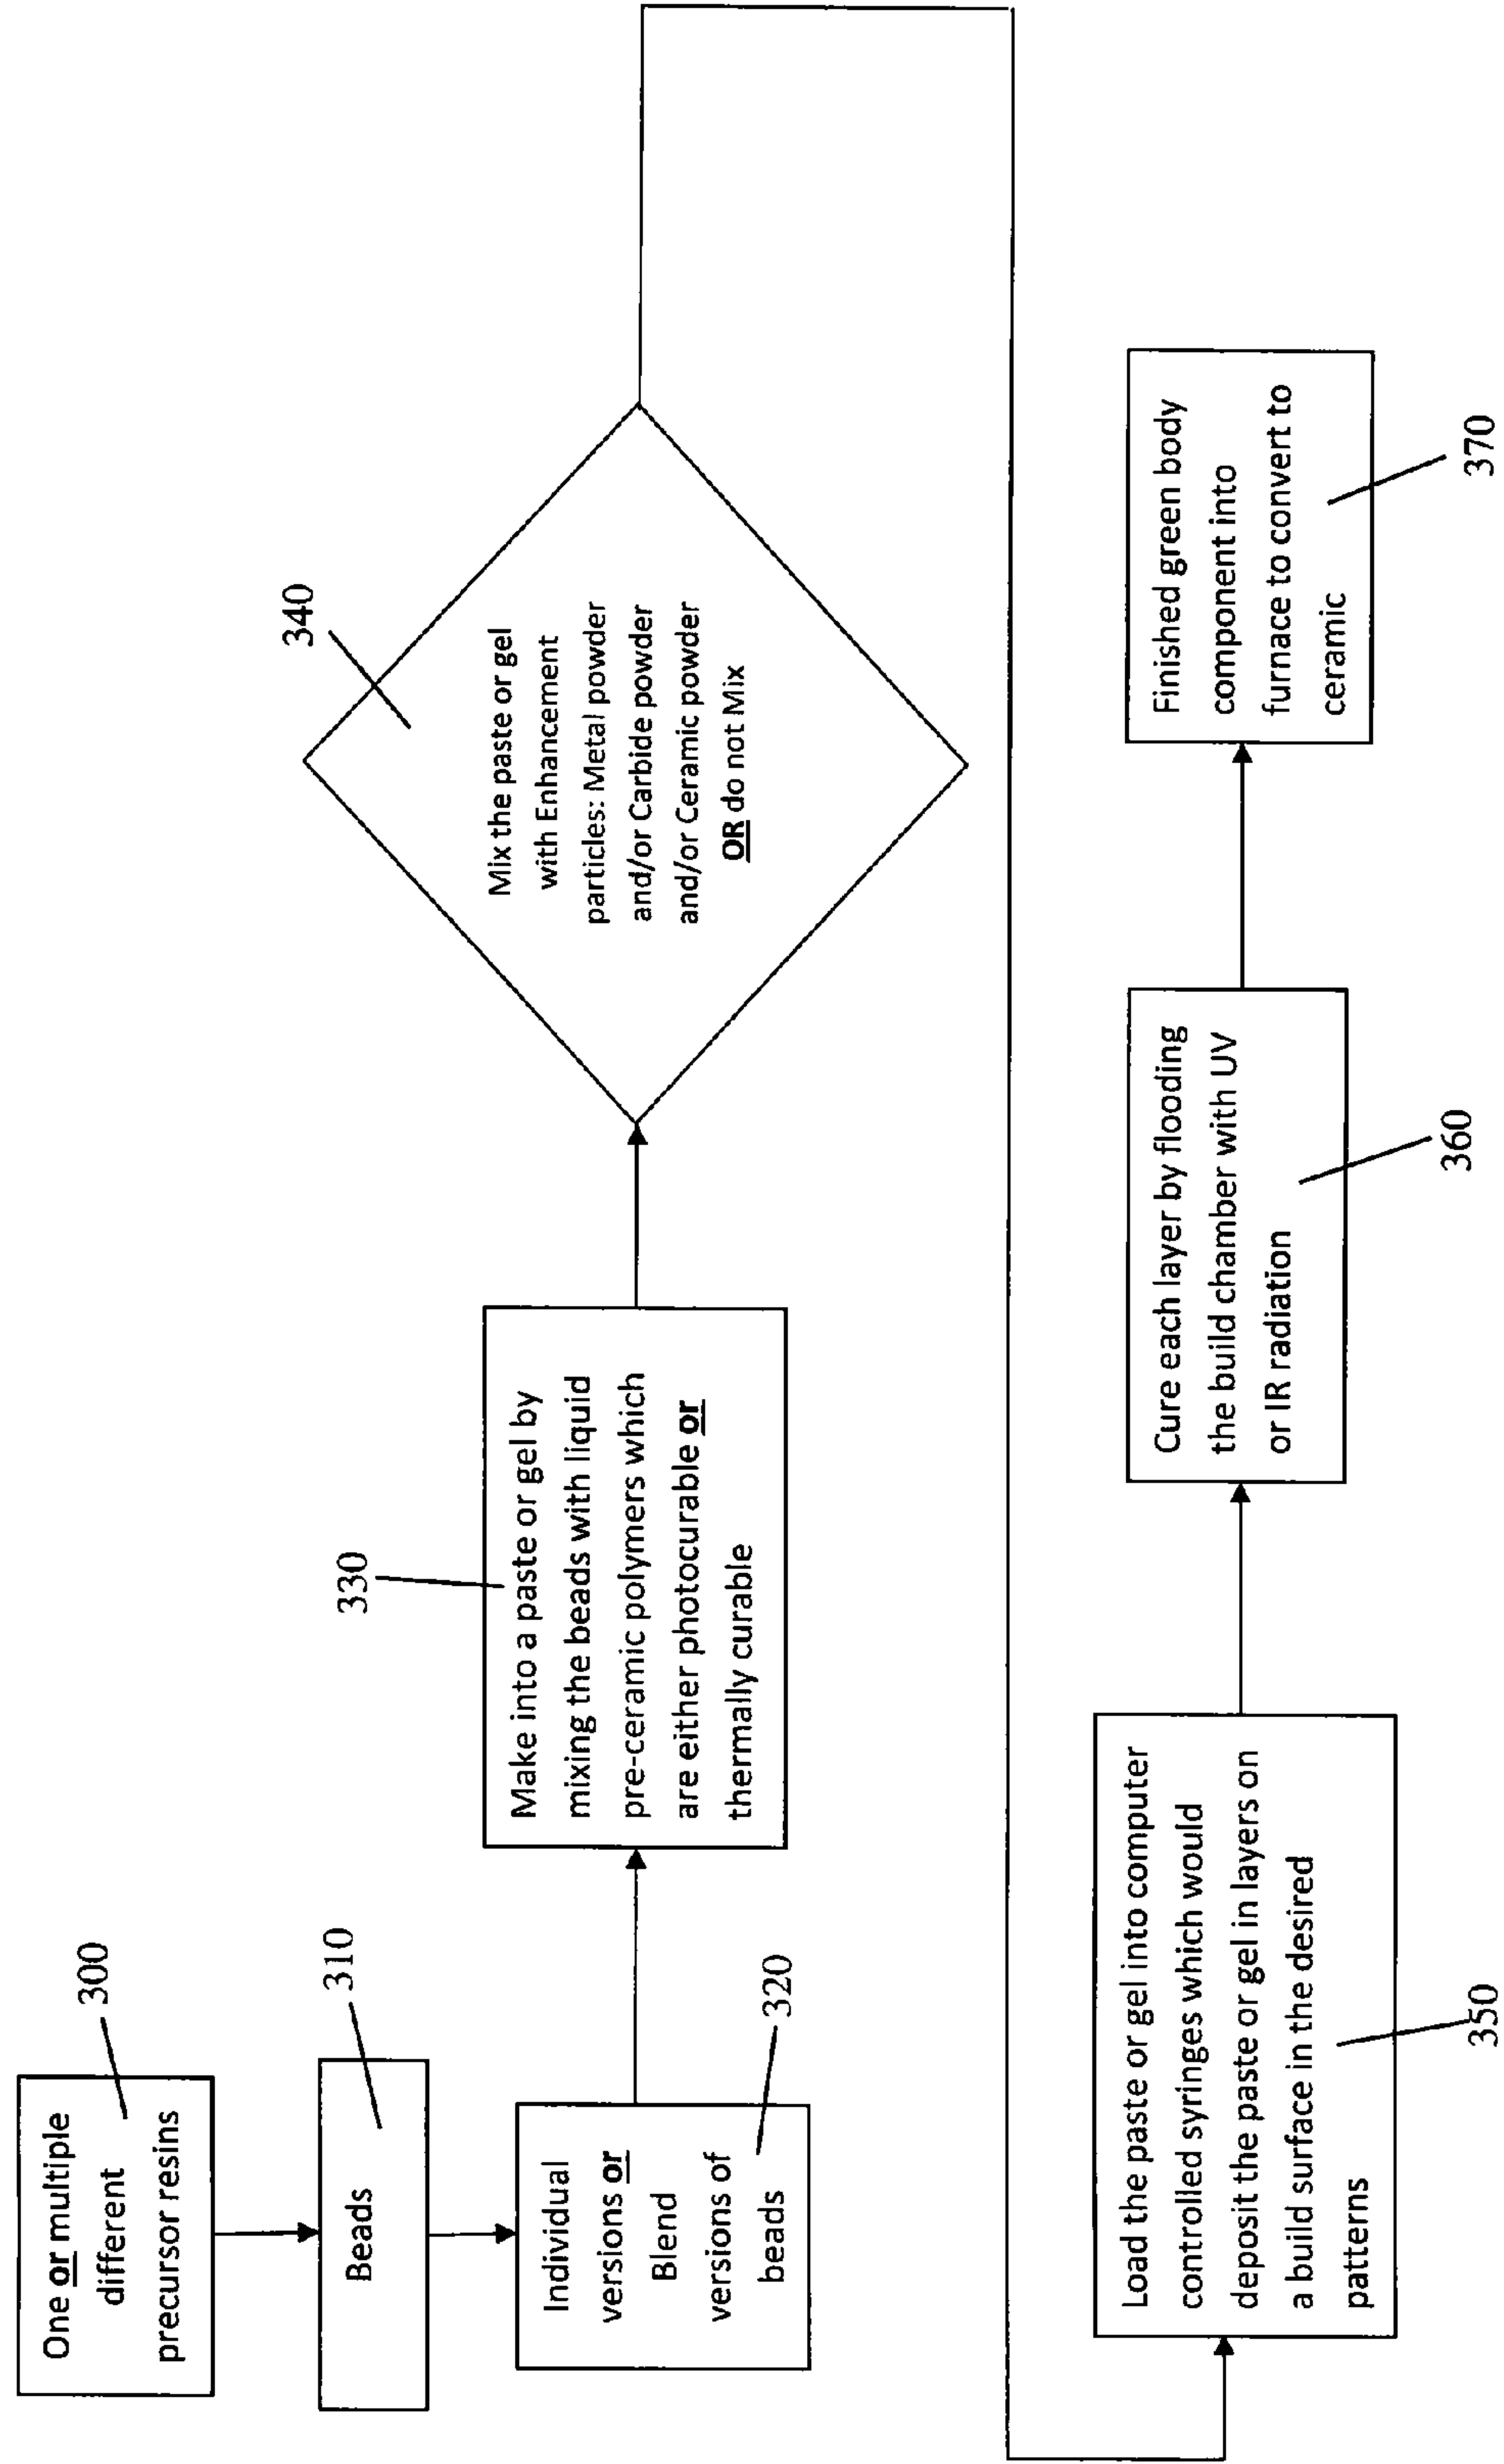 300
One or multiple
different
precursor resins
310
Beads
320
Individual
versions or
Blend
versions of
beads
330
Make into a paste or gel by
mixing the beads with liquid
pre-ceramic polymers which
are either photocurable or
thermally curable
340
Mix the paste or gel
with Enhancement
particles: Metal powder
and/or Carbide powder
and/or Ceramic powder
OR do not Mix
Load the paste or gel into computer
controlled syringes which would
deposit the paste or gel in layers on
a build surface in the desired
patterns
350
Cure each layer by flooding
the build chamber with UV
or IR radiation
360
Finished green body
component into
furnace to convert to
ceramic
370